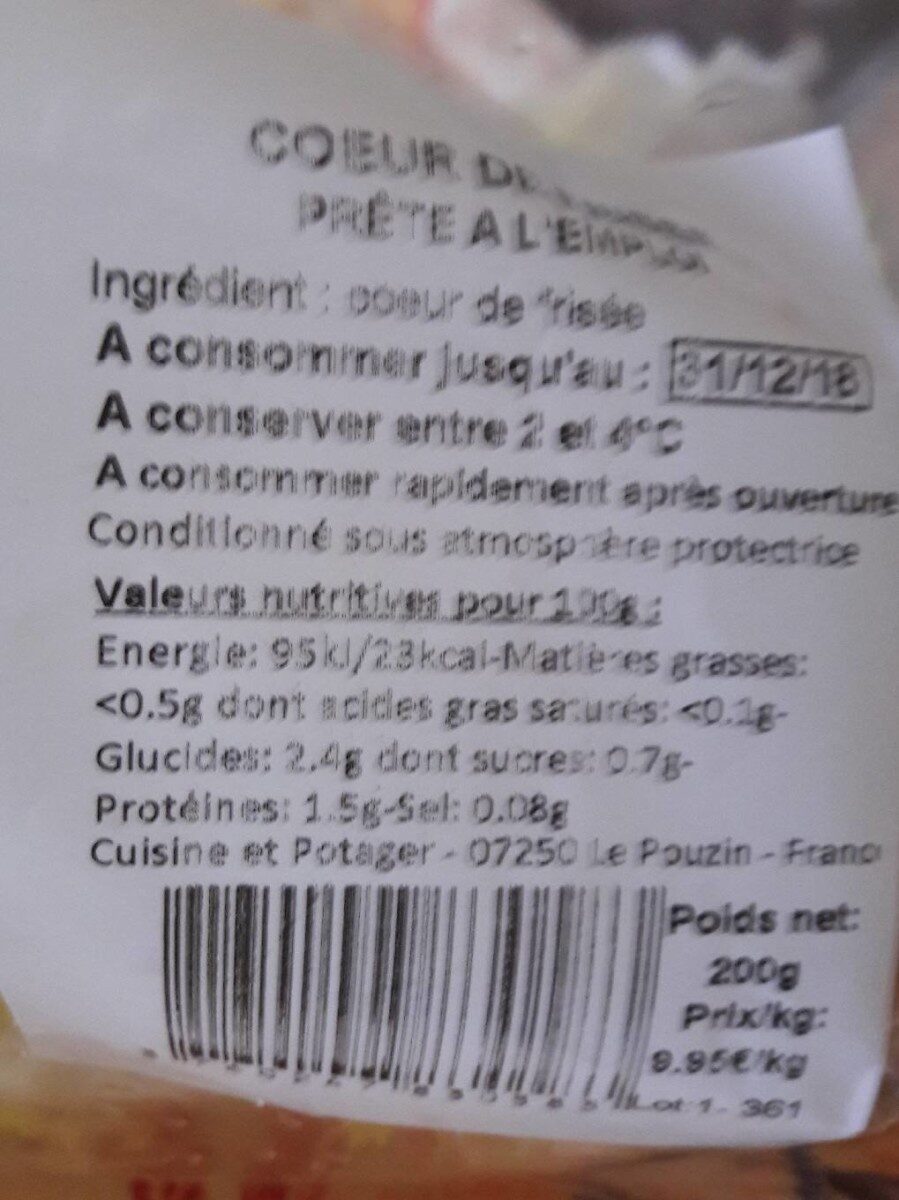 COEUR DE
PRÊTE A L'EMPLOI
Ingrédient : coeur de frisée
A consommer jusqu'au : 31/12/18
A conserver entre 2 et 4°C
A consommer rapidement après ouverture
Conditionné sous atmosphère protectrice
Valeurs nutritives pour 100g :
Energie: 95kJ/23kcal-Matières grasses:
<0.5g dont acides gras saturés: <0.1g-
Glucides: 2.4g dont sucres: 0.7g-
Protéines: 1.5g-Sel: 0.08g
Cuisine et Potager - 07250 Le Pouzin - Franc
Poids net:
200g
Prix/kg:
9.95€/kg
Lot 1- 361